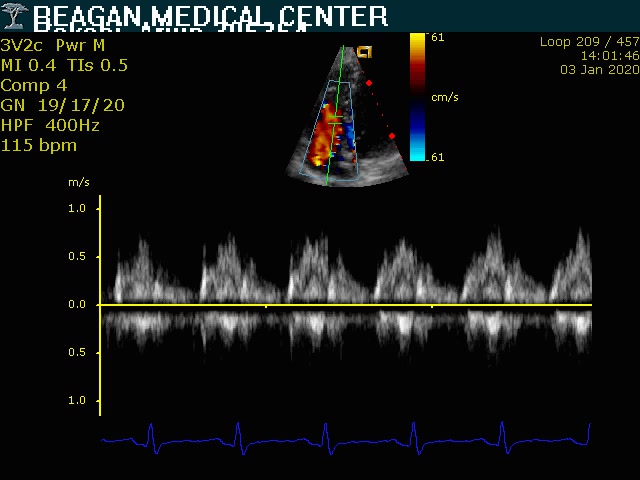 BEAGAN MEDICAL CENTER
3V2c Pwr M
MI 0.4 TIs 0.5
Comp 4
GN 19/17/20
HPF 400Hz
115 bpm
61
cm/s
61
Loop 209 / 457
14:01:46
03 Jan 2020
m/s
1.0
0.5
0.0
0.5
1.0